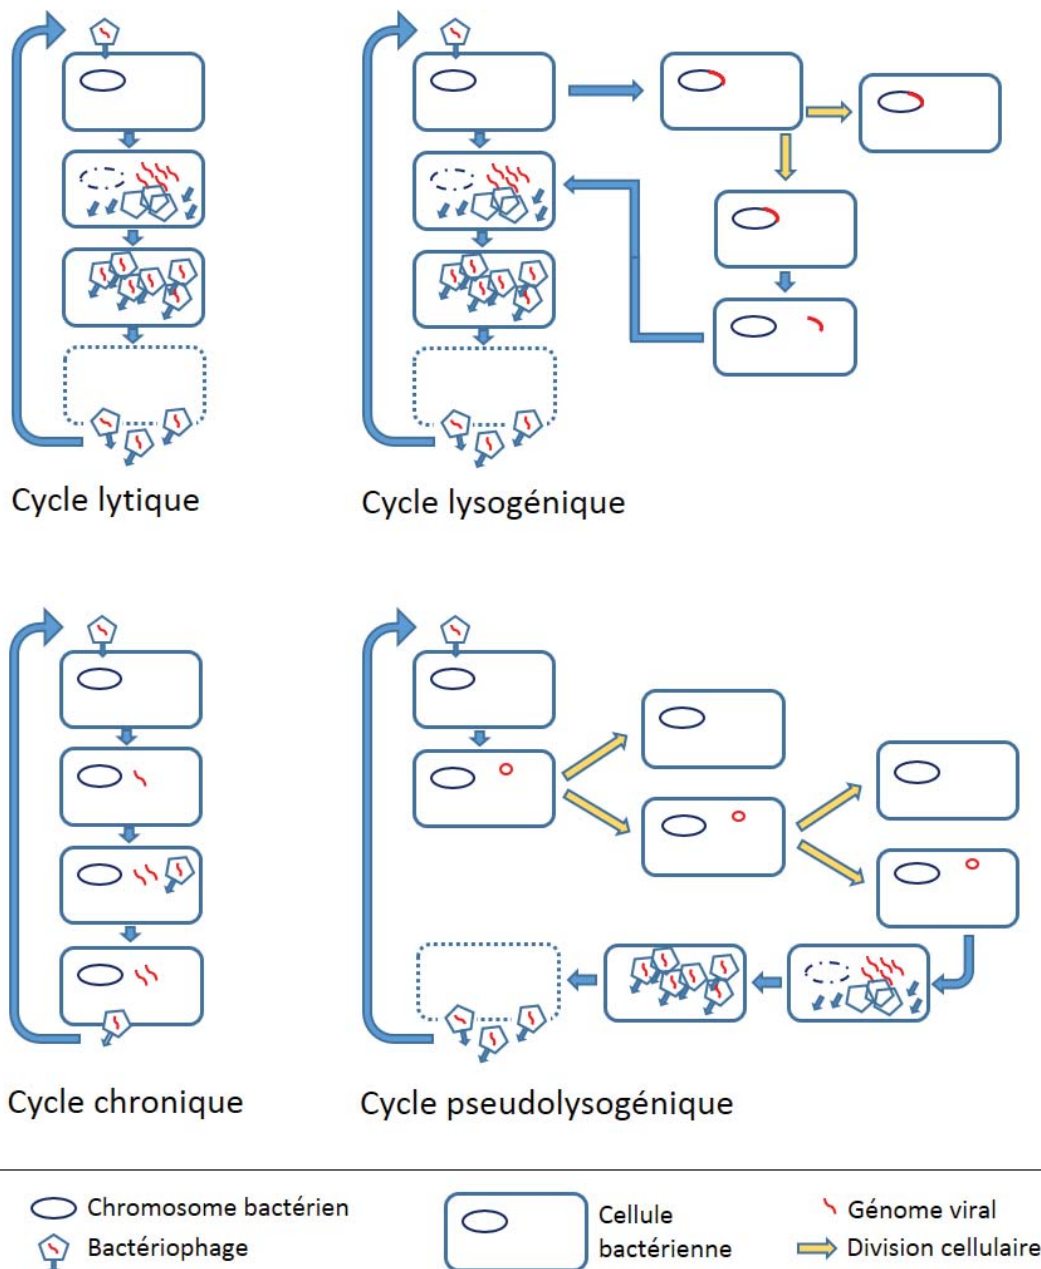 Cycle lytique
Cycle lysogénique
Cycle chronique
Cycle pseudolysogénique
Chromosome bactérien
Bactériophage
Cellule
bactérienne
Génome viral
Division cellulaire